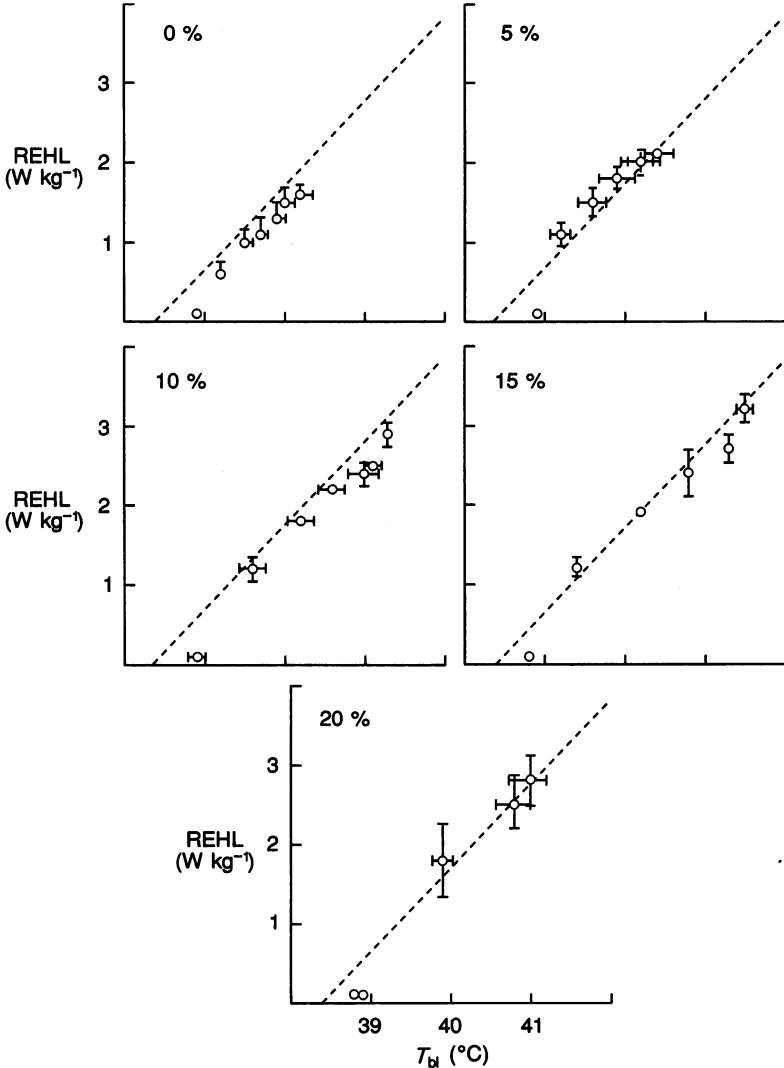 0 %
5 %
3
REHL
(W kg⁻¹)
2
1
10 %
15 %
3
REHL
(W kg⁻¹)
2
1
20 %
3
REHL
(W kg⁻¹)
2
1
39 40 41
Tbl (°C)